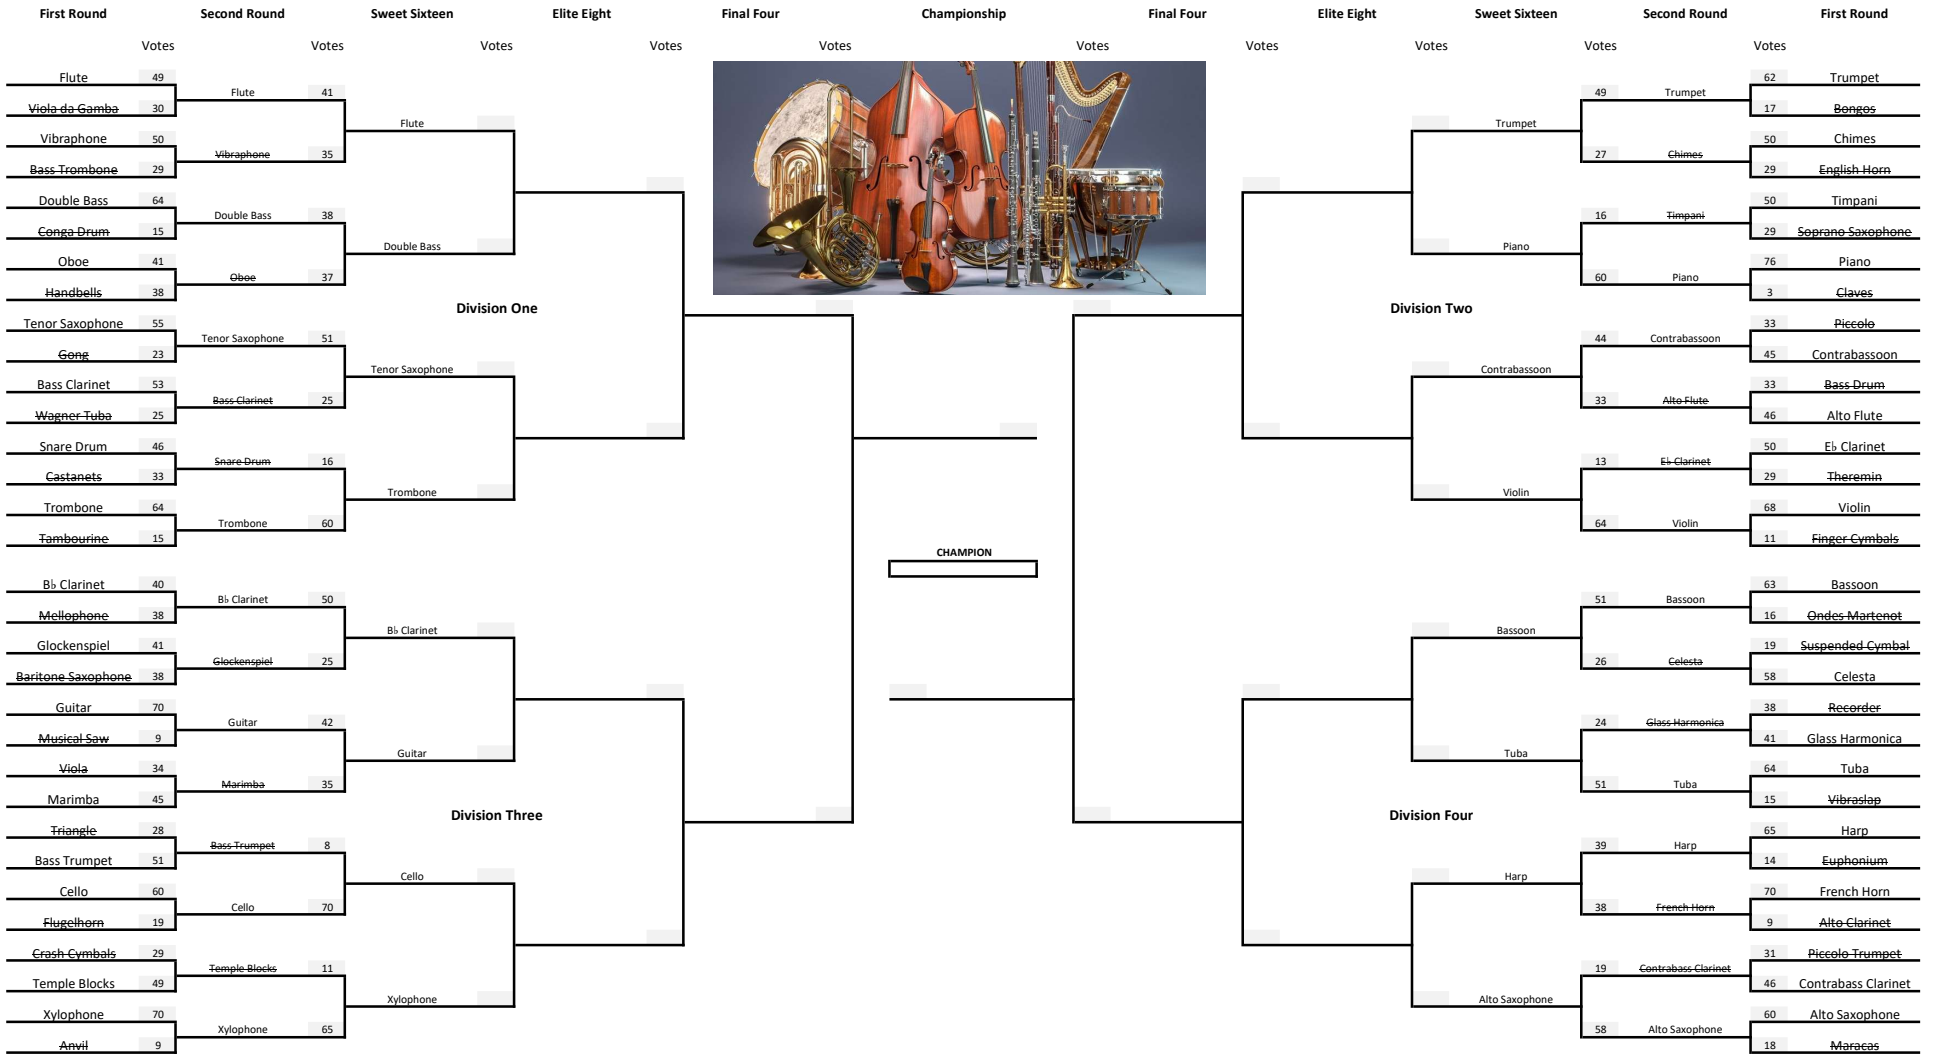 First Round Second Round Sweet Sixteen Elite Eight Final Four Championship Final Four Elite Eight Sweet Sixteen Second Round First Round
Votes Votes Votes Votes Votes Votes Votes Votes Votes Votes
Flute 49 62 Trumpet
Flute 41 49 Trumpet
Viola da Gamba 30 17 Bongos
Flute Trumpet
Vibraphone 50 50 Chimes
Vibraphone 35 27 Chimes
Bass Trombone 29 29 English Horn
Double Bass 64 50 Timpani
Double Bass 38 16 Timpani
Conga Drum 15 29 Soprano Saxophone
Double Bass Piano
Oboe 41 76 Piano
Oboe 37 60 Piano
Handbells 38 3 Claves
Division One Division Two
Tenor Saxophone 55 33 Piccolo
Tenor Saxophone 51 44 Contrabassoon
Gong 23 45 Contrabassoon
Tenor Saxophone Contrabassoon
Bass Clarinet 53 33 Bass Drum
Bass Clarinet 25 33 Alto Flute
Wagner Tuba 25 46 Alto Flute
Snare Drum 46 50 E♭ Clarinet
Snare Drum 16 13 E♭ Clarinet
Castanets 33 29 Theremin
Trombone Violin
Trombone 64 68 Violin
Trombone 60 64 Violin
Tambourine 15 11 Finger Cymbals
CHAMPION
B♭ Clarinet 40 63 Bassoon
B♭ Clarinet 50 51 Bassoon
Mellophone 38 16 Ondes Martenot
B♭ Clarinet Bassoon
Glockenspiel 41 19 Suspended Cymbal
Glockenspiel 25 26 Celesta
Baritone Saxophone 38 58 Celesta
Guitar 70 38 Recorder
Guitar 42 24 Glass Harmonica
Musical Saw 9 41 Glass Harmonica
Guitar Tuba
Viola 34 64 Tuba
Marimba 35 51 Tuba
Marimba 45 15 Vibraslap
Division Three Division Four
Triangle 28 65 Harp
Bass Trumpet 8 39 Harp
Bass Trumpet 51 14 Euphonium
Cello Harp
Cello 60 70 French Horn
Cello 70 38 French Horn
Flugelhorn 19 9 Alto Clarinet
Crash Cymbals 29 31 Piccolo Trumpet
Temple Blocks 11 19 Contrabass Clarinet
Temple Blocks 49 46 Contrabass Clarinet
Xylophone Alto Saxophone
Xylophone 70 60 Alto Saxophone
Xylophone 65 58 Alto Saxophone
Anvil 9 18 Maracas